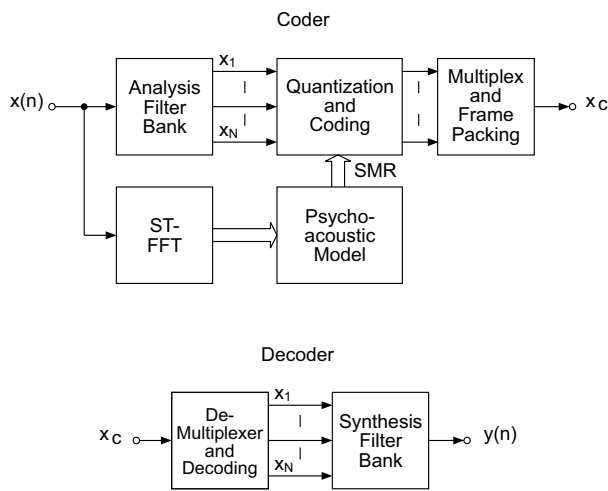 Coder
x(n)
Analysis
Filter
Bank
x1
xN
Quantization
and
Coding
Multiplex
and
Frame
Packing
xC
SMR
ST-
FFT
Psycho-
acoustic
Model
Decoder
xC
De-
Multiplexer
and
Decoding
x1
xN
Synthesis
Filter
Bank
y(n)